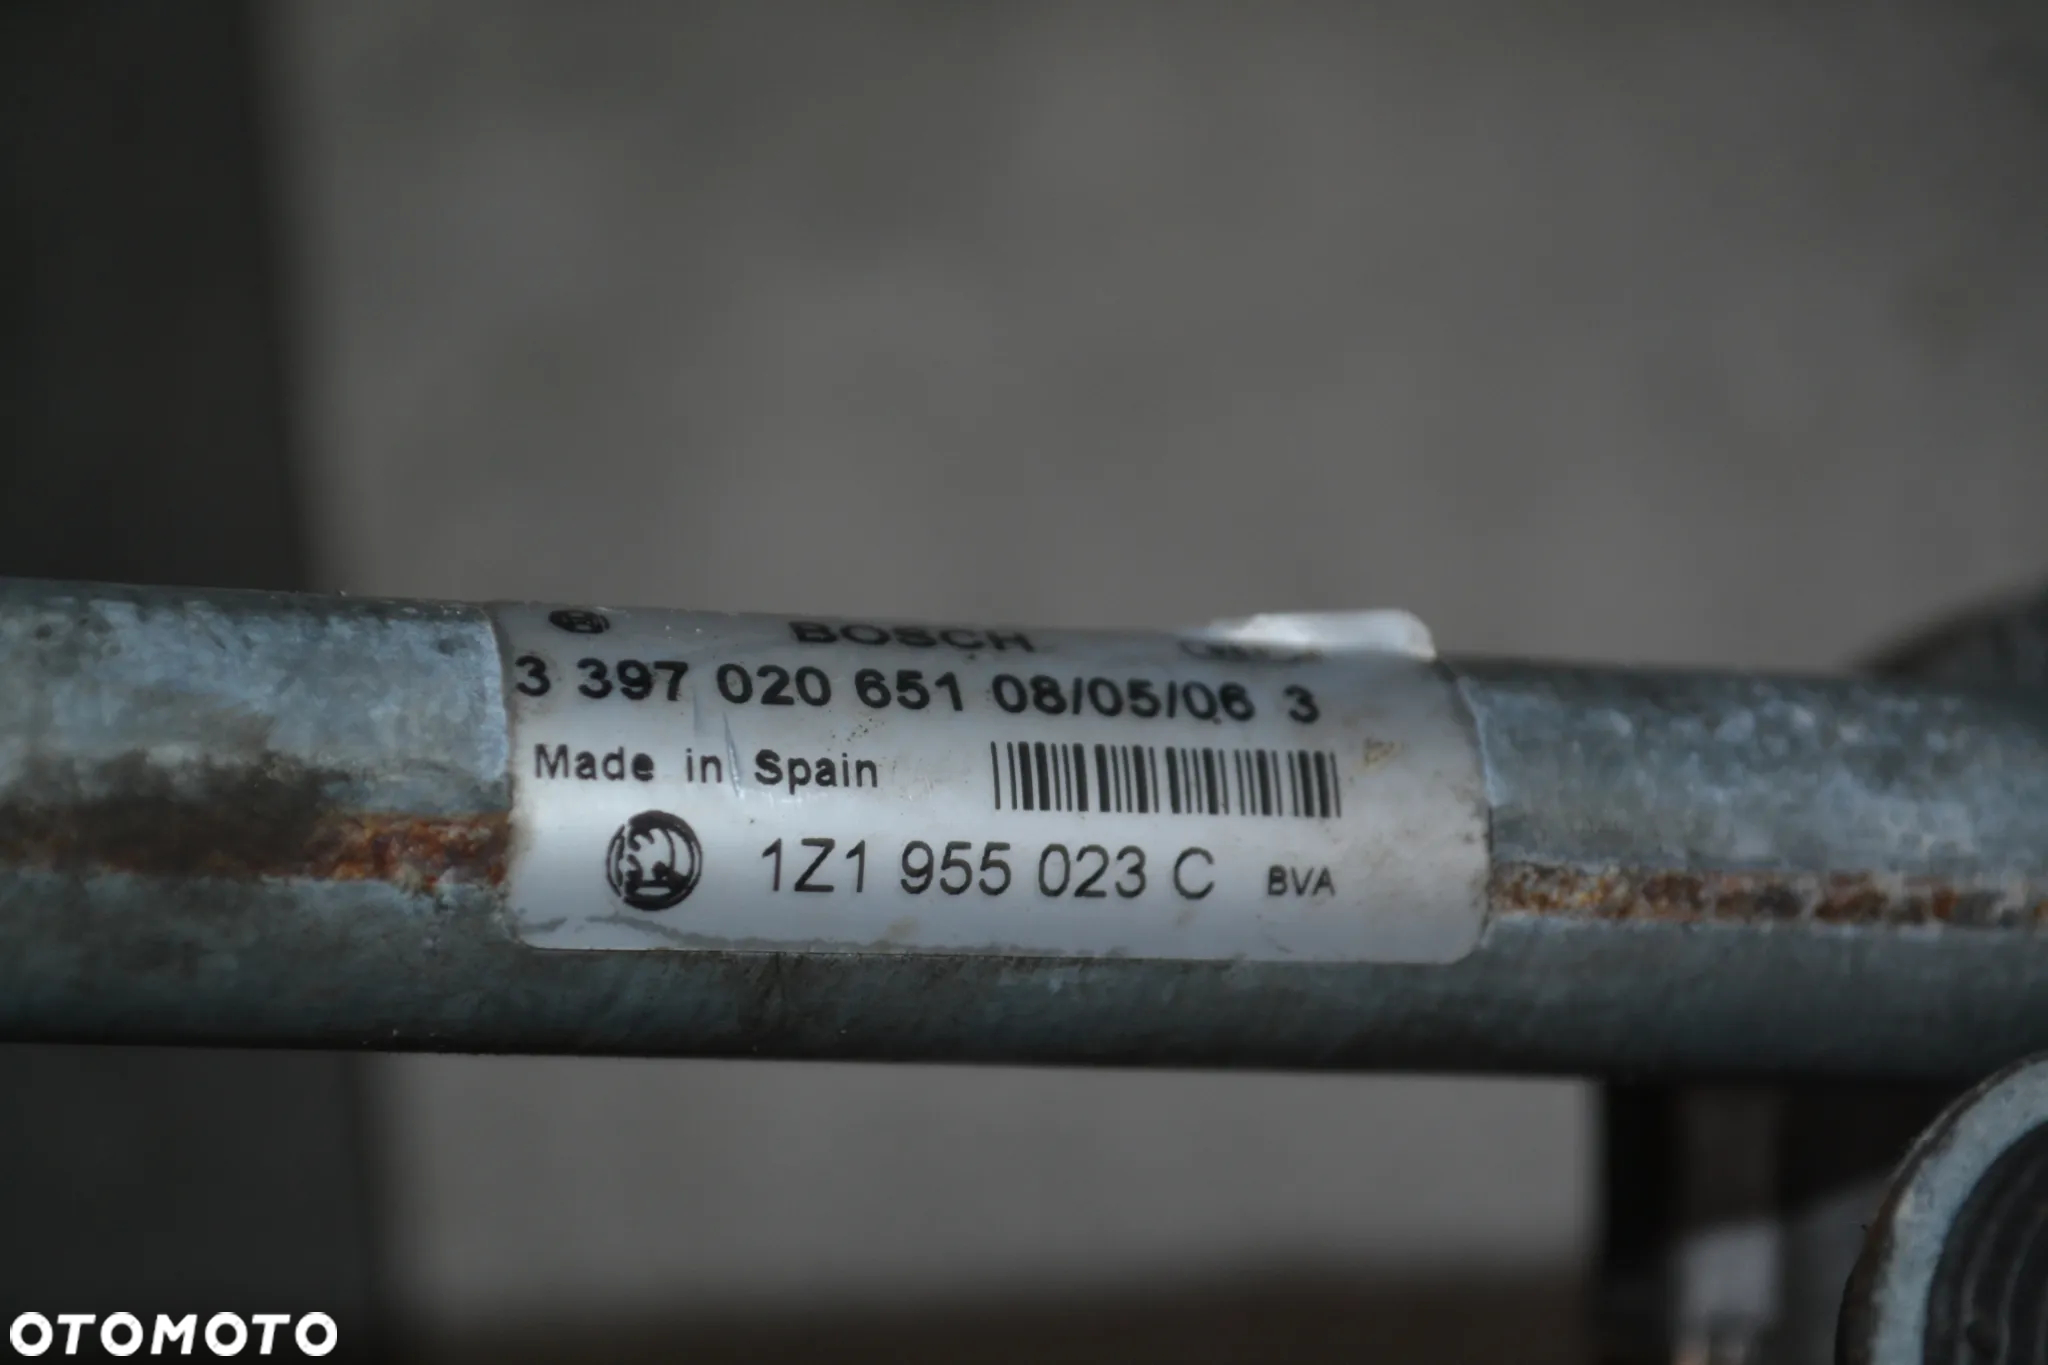 BOSCH
3 397 020 651 08/05/06 3
Made in Spain
1Z1 955 023 C BVA
OTOMOTO